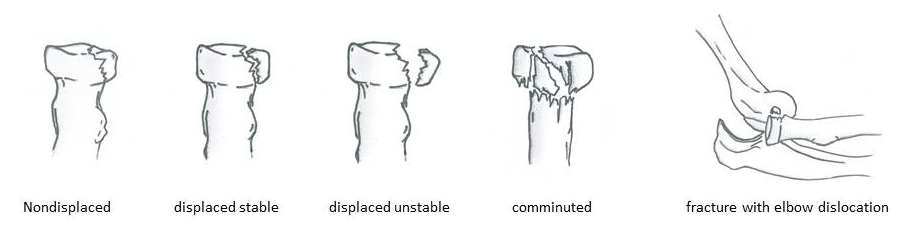 Nondisplaced displaced stable displaced unstable comminuted fracture with elbow dislocation